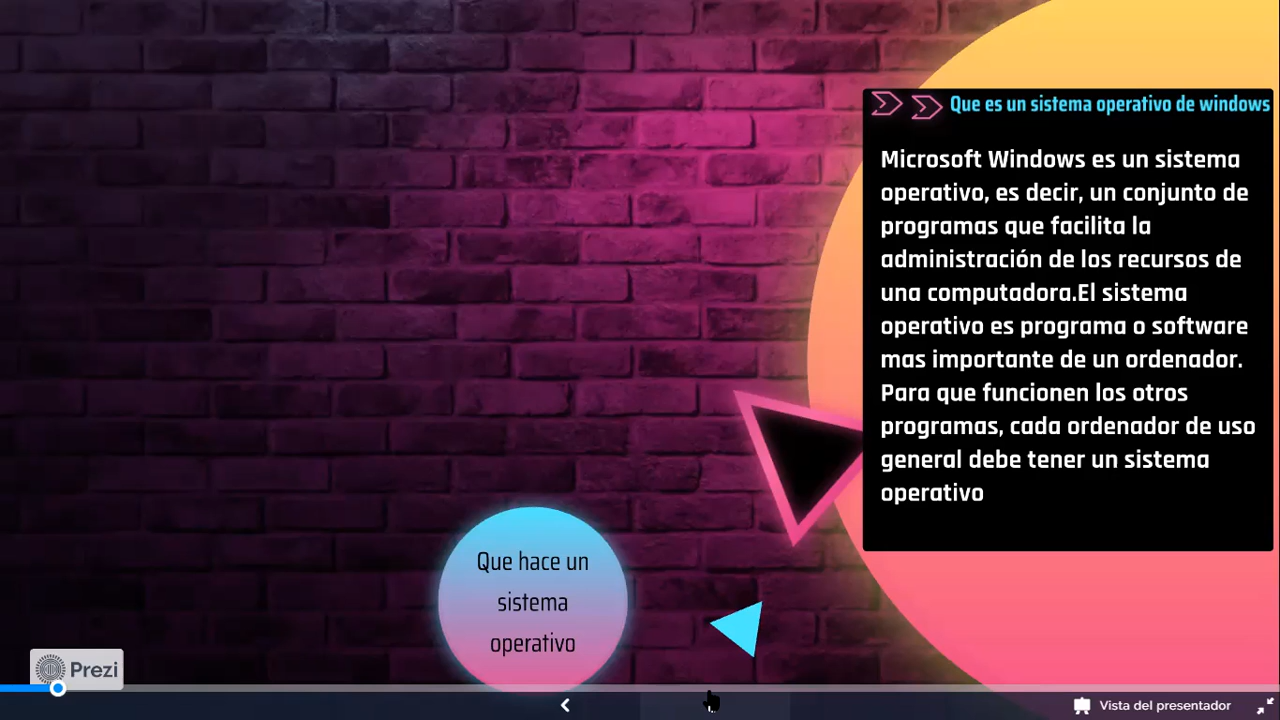 Que es un sistema operativo de windows
Microsoft Windows es un sistema
operativo, es decir, un conjunto de
programas que facilita la
administración de los recursos de
una computadora.El sistema
operativo es programa o software
mas importante de un ordenador.
Para que funcionen los otros
programas, cada ordenador de uso
general debe tener un sistema
operativo
Que hace un
sistema
operativo
Prezi
Vista del presentador